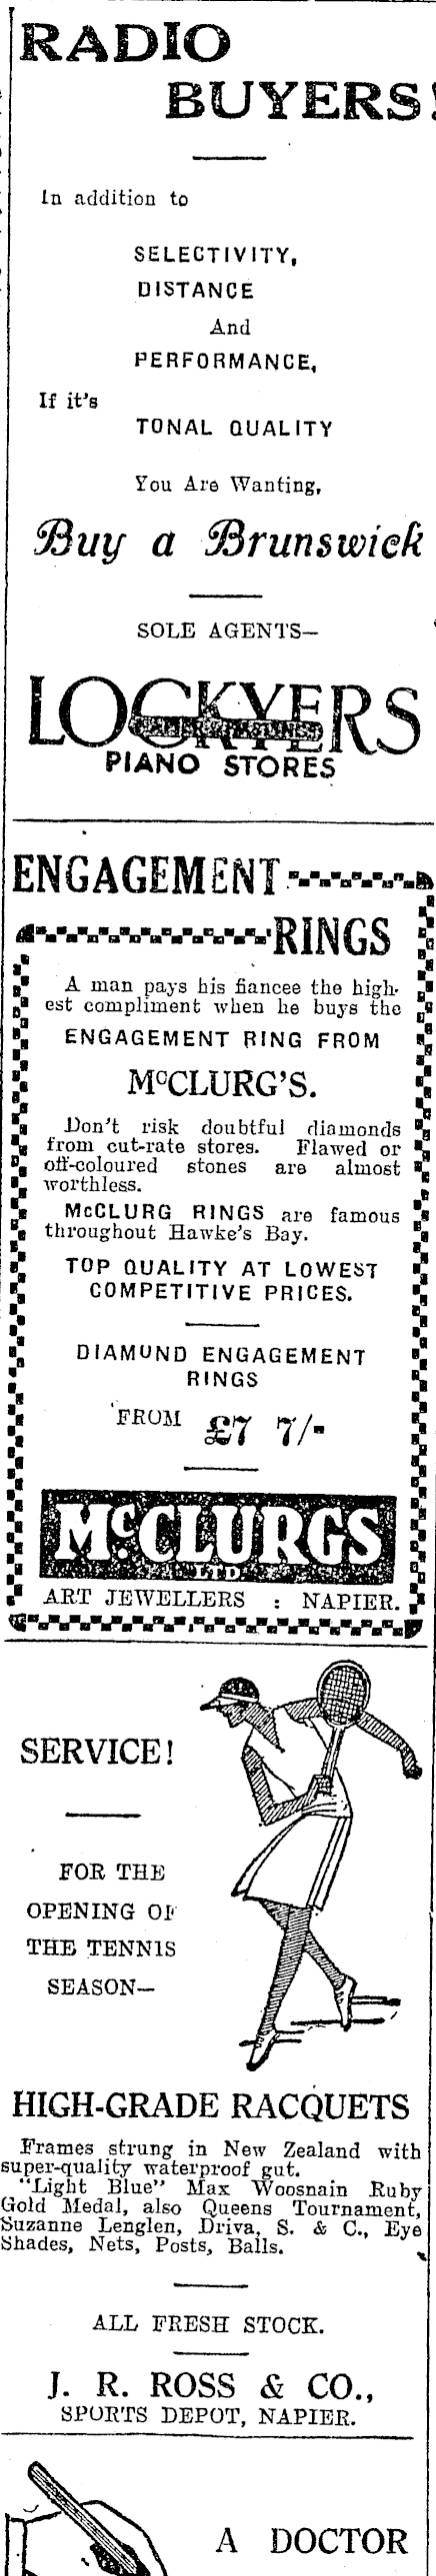 RADIO
BUYERS!
In addition to
SELECTIVITY,
DISTANCE
And
PERFORMANCE,
If it's
TONAL QUALITY
You Are Wanting,
Buy a Brunswick
SOLE AGENTS—
LOCKYERS
PIANO STORES
ENGAGEMENT
RINGS
A man pays his fiancee the high-
est compliment when he buys the
ENGAGEMENT RING FROM
McCLURG'S.
Don't risk doubtful diamonds
from cut-rate stores. Flawed or
off-coloured stones are almost
worthless.
McCLURG RINGS are famous
throughout Hawke's Bay.
TOP QUALITY AT LOWEST
COMPETITIVE PRICES.
DIAMOND ENGAGEMENT
RINGS
FROM £7 7/-
McCLURGS
LTD.
ART JEWELLERS : NAPIER.
SERVICE!
FOR THE
OPENING OF
THE TENNIS
SEASON—
HIGH-GRADE RACQUETS
Frames strung in New Zealand with
super-quality waterproof gut.
"Light Blue" Max Woosnain Ruby
Gold Medal, also Queens Tournament,
Suzanne Lenglen, Driva, S. & C., Eye
Shades, Nets, Posts, Balls.
ALL FRESH STOCK.
J. R. ROSS & CO.,
SPORTS DEPOT, NAPIER.
A DOCTOR